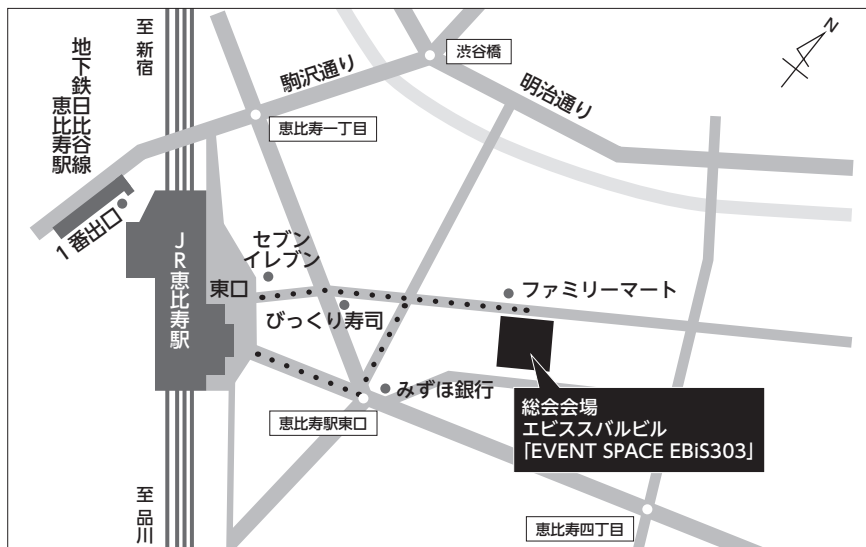 至 新宿
地下鉄日比谷線
恵比寿駅
1番出口
駒沢通り
渋谷橋
明治通り
N
恵比寿一丁目
セブン
イレブン
東口
JR恵比寿駅
びっくり寿司
ファミリーマート
みずほ銀行
恵比寿駅東口
総会会場
エビススバルビル
「EVENT SPACE EBiS303」
恵比寿四丁目
至 品川